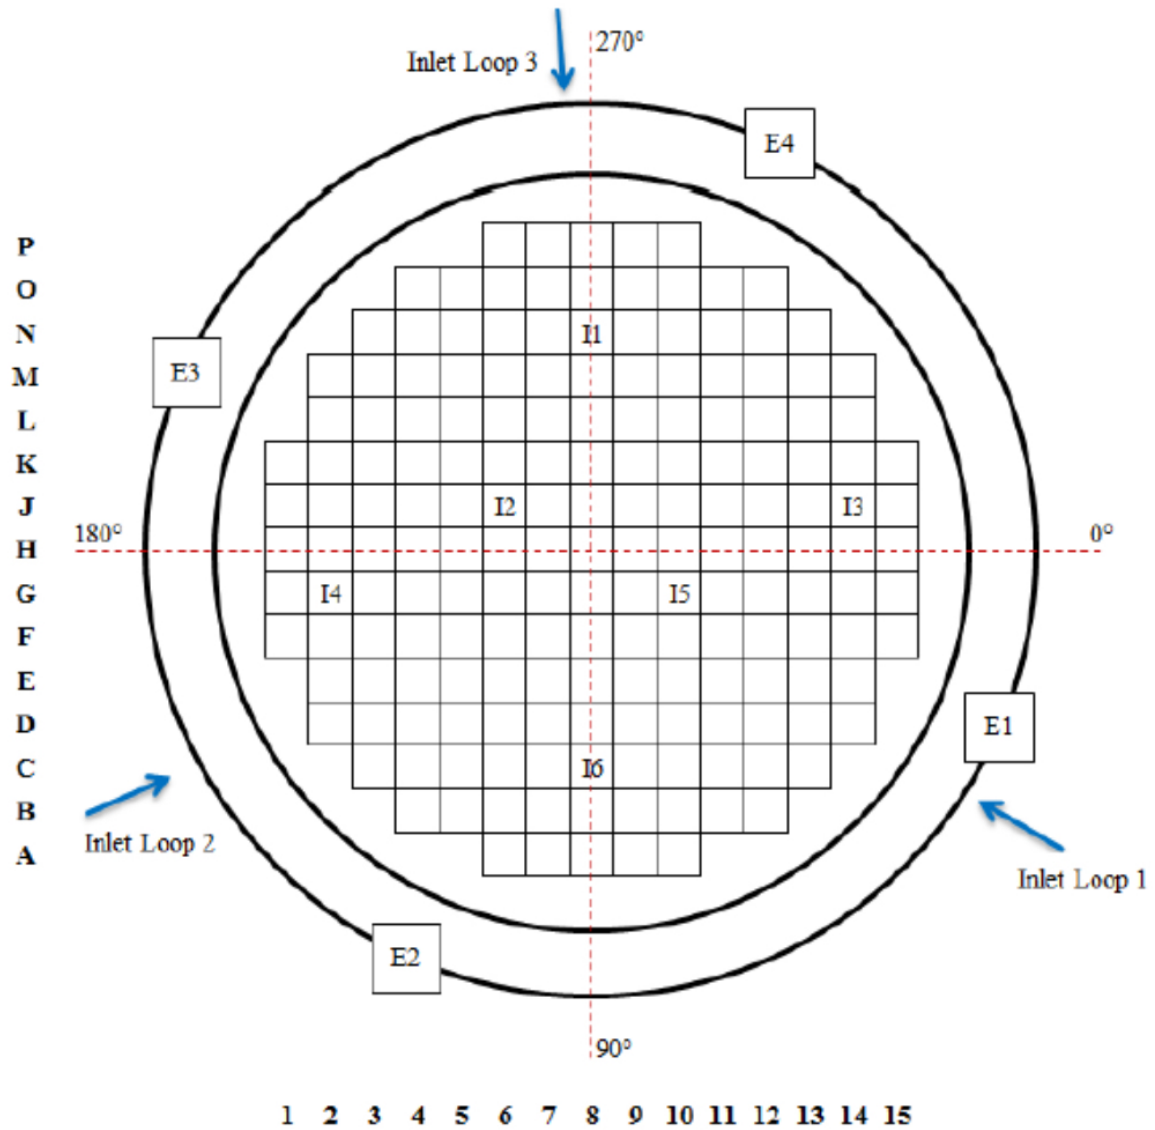 270°
Inlet Loop 3
E4
P
O
N I1
M
E3
L
K
J I2 I3
180° H 0°
G I4 I5
F
E
D
E1
C I6
B
Inlet Loop 2
A
Inlet Loop 1
E2
90°
1 2 3 4 5 6 7 8 9 10 11 12 13 14 15